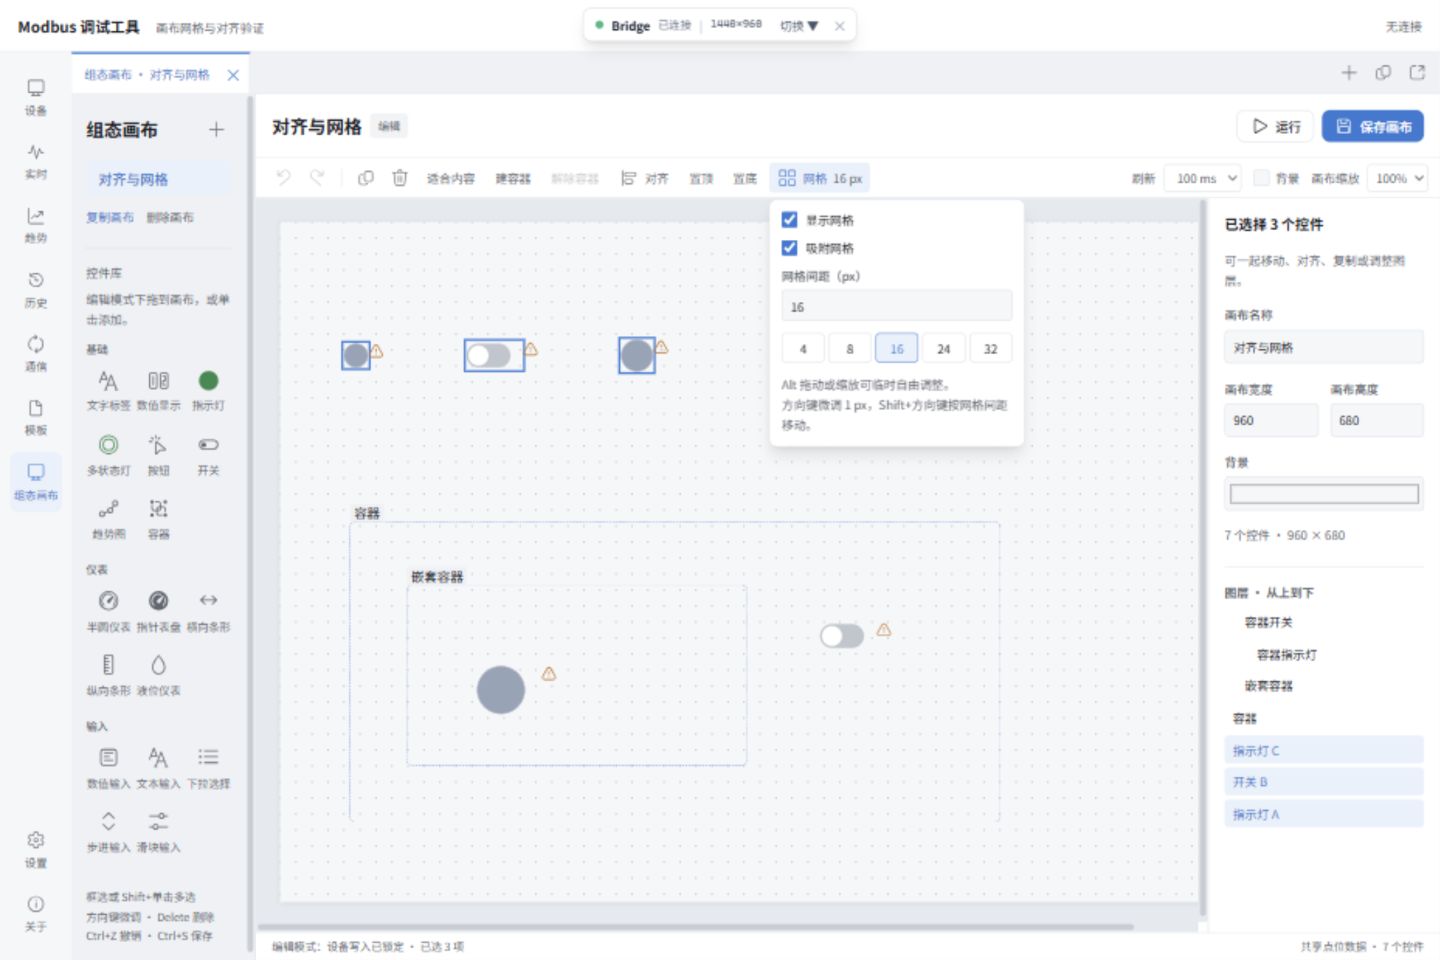 Modbus 调试工具 画布网格与对齐验证
Bridge 已连接 | 1440×960 切换 ▼
无连接
组态画布 · 对齐与网格
设备
实时
趋势
历史
通信
模板
组态画布
设置
关于
组态画布
对齐与网格
复制画布 删除画布
控件库
编辑模式下拖到画布，或单
击添加。
基础
文字标签 数值显示 指示灯
多状态灯 按钮 开关
趋势图 容器
仪表
半圆仪表 指针表盘 横向条形
纵向条形 液位仪表
输入
数值输入 文本输入 下拉选择
步进输入 滑块输入
框选或 Shift+单击多选
方向键微调 · Delete 删除
Ctrl+Z 撤销 · Ctrl+S 保存
对齐与网格 编辑
运行 保存画布
适合内容 建容器 解除容器 对齐 置顶 置底 网格 16 px
刷新 100 ms 背景 画布缩放 100%
显示网格
吸附网格
网格间距（px）
16
4 8 16 24 32
Alt 拖动或缩放可临时自由调整。
方向键微调 1 px，Shift+方向键按网格间距
移动。
容器
嵌套容器
已选择 3 个控件
可一起移动、对齐、复制或调整图
层。
画布名称
对齐与网格
画布宽度 画布高度
960 680
背景
7 个控件 · 960 × 680
图层 · 从上到下
容器开关
容器指示灯
嵌套容器
容器
指示灯 C
开关 B
指示灯 A
编辑模式：设备写入已锁定 · 已选 3 项
共享点位数据 · 7 个控件